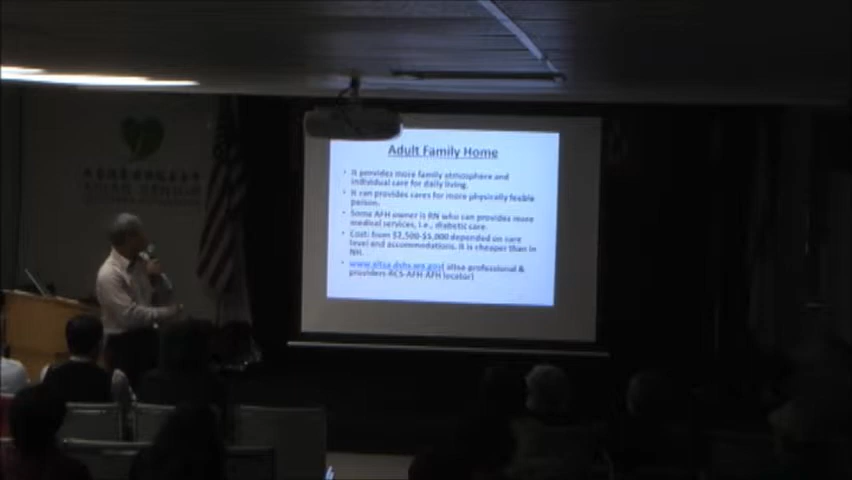 Adult Family Home
• It provides more family atmosphere and
individual care for daily living.
• It can provides cares for more physically feeble
person.
• Some AFH owner is RN who can provides more
medical services, i.e., diabetic care.
• Cost: from $2,500-$5,000 depended on care
level and accommodations. It is cheaper than in
NH.
• www.altsa.dshs.wa.gov( altsa professional &
providers-RCS-AFH-AFH locator)